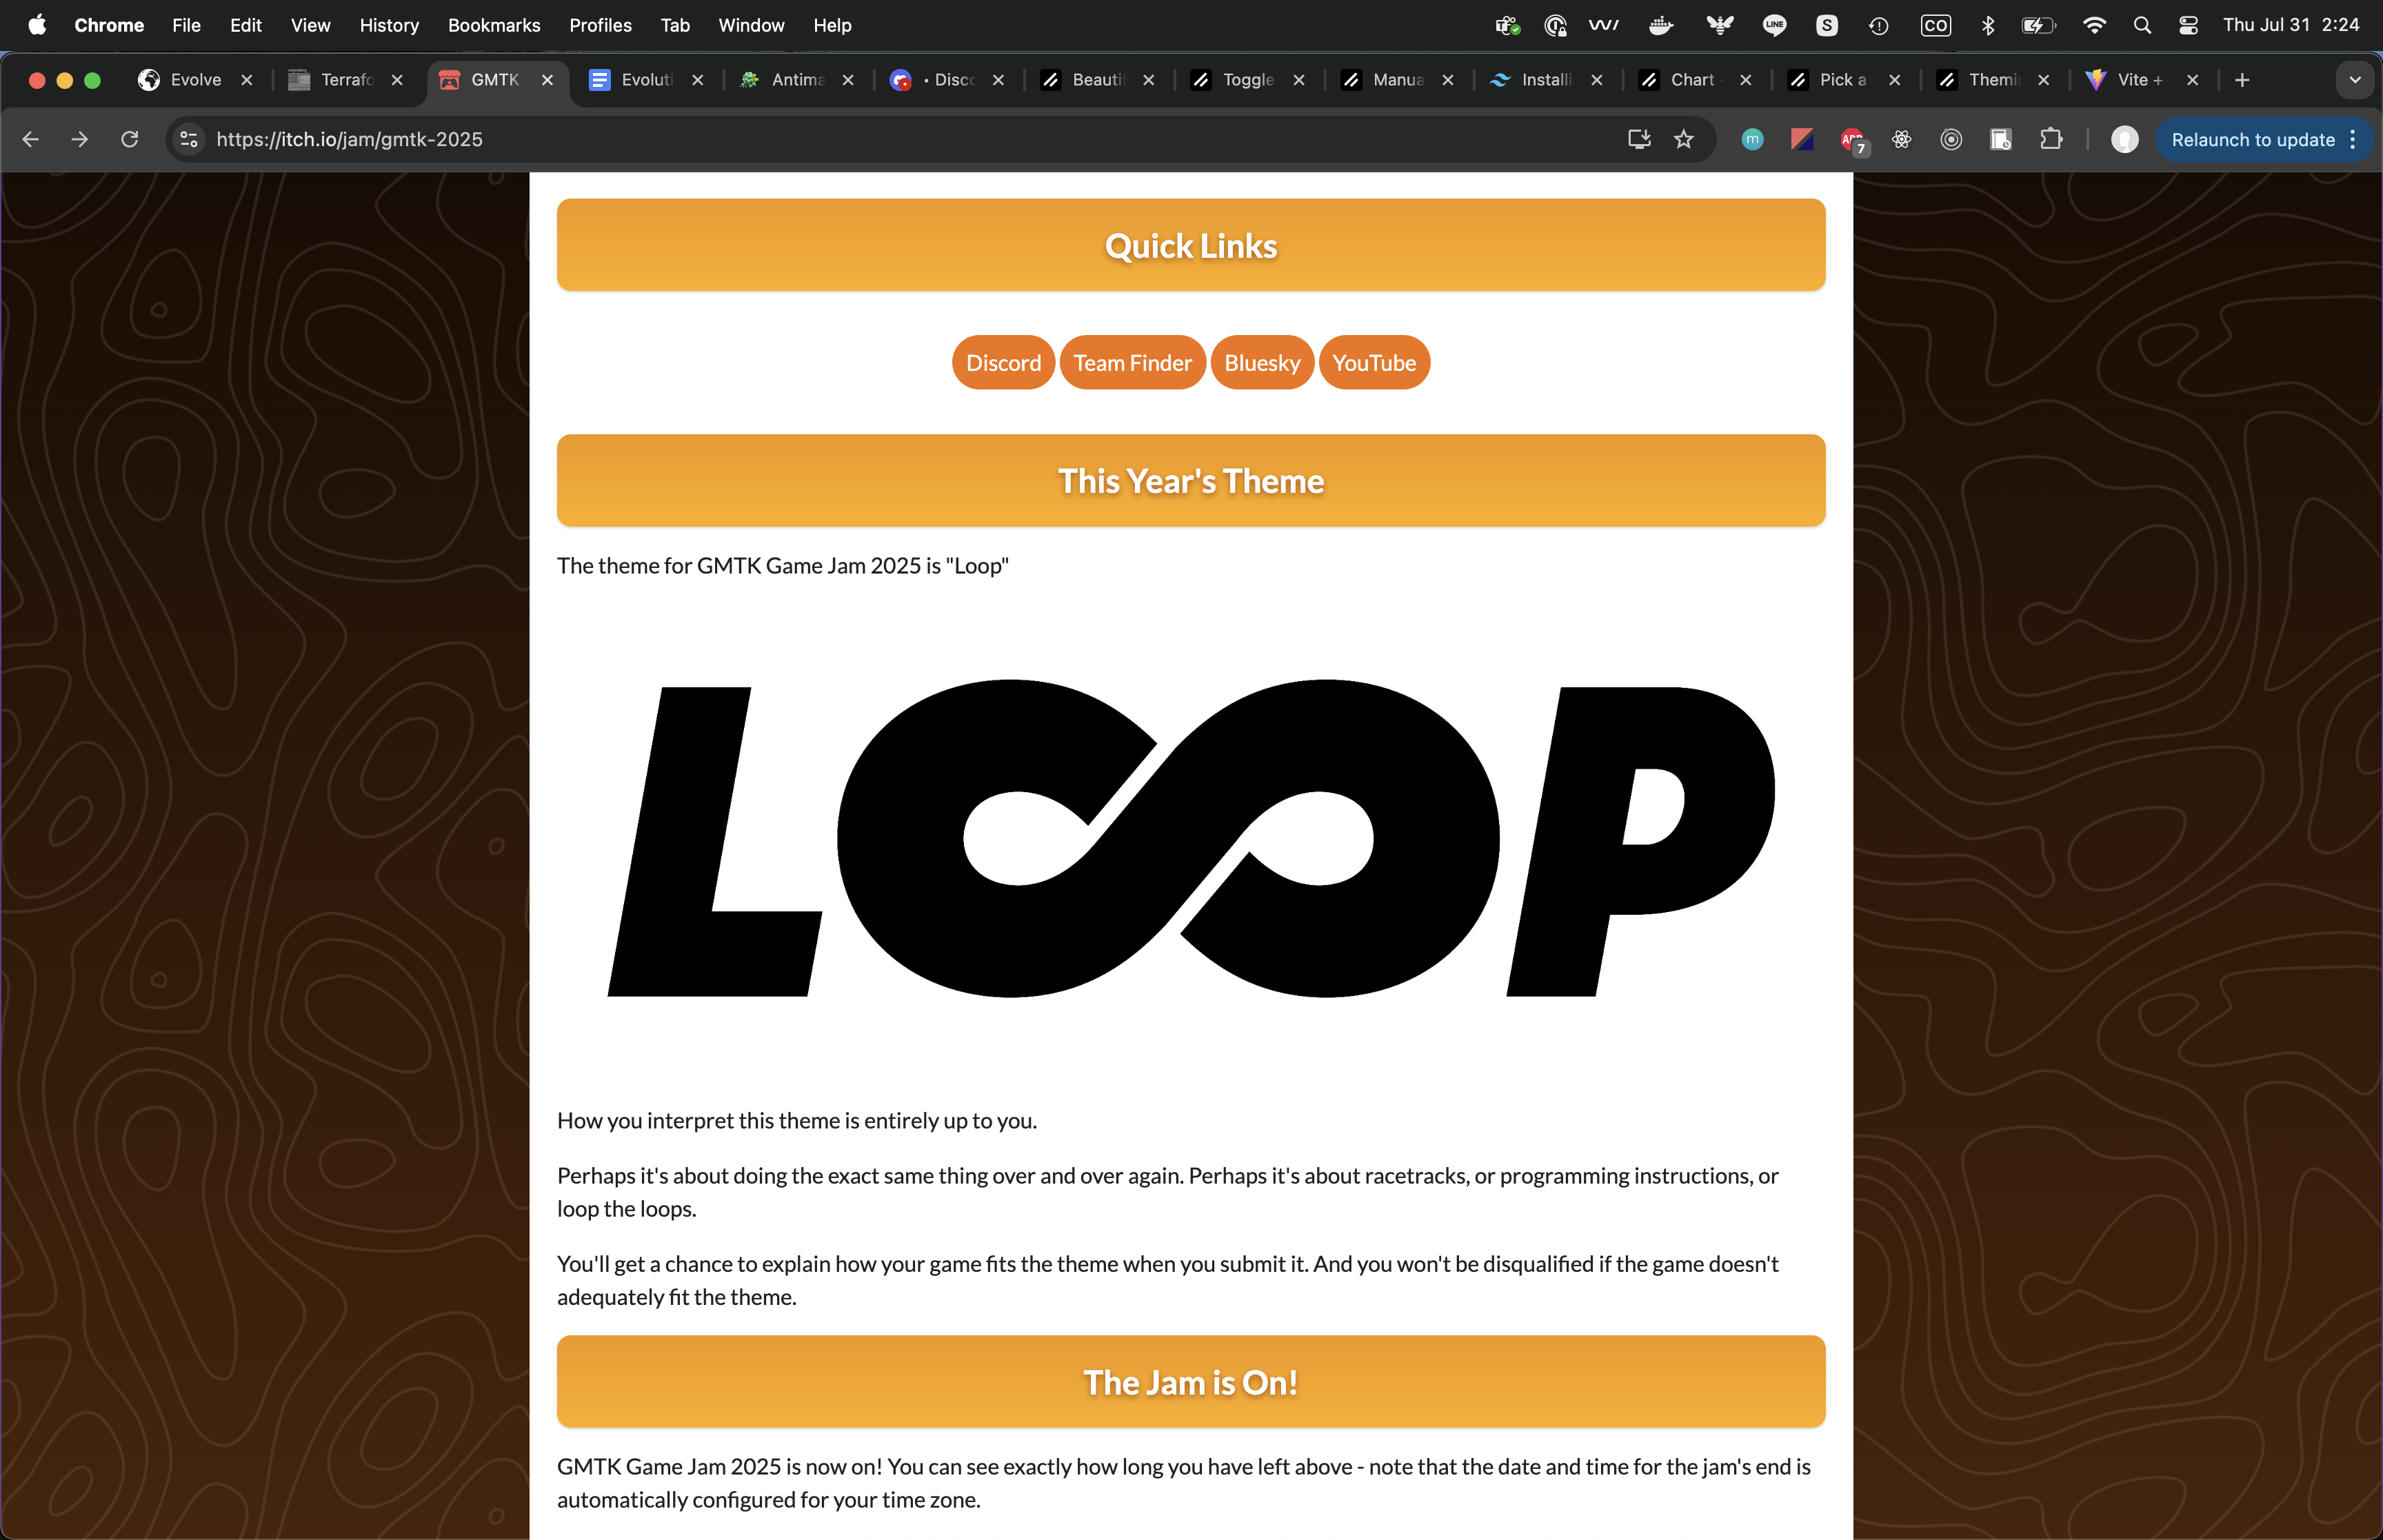 Chrome File Edit View History Bookmarks Profiles Tab Window Help LINE S CO Thu Jul 31 2:24
Evolve Terrafo GMTK Evoluti Antima • Disco Beautif Toggle Manua Installi Chart - Pick a Themi Vite +
https://itch.io/jam/gmtk-2025 m ABP 7 Relaunch to update
Quick Links
Discord Team Finder Bluesky YouTube
This Year's Theme
The theme for GMTK Game Jam 2025 is "Loop"
LOOP
How you interpret this theme is entirely up to you.
Perhaps it's about doing the exact same thing over and over again. Perhaps it's about racetracks, or programming instructions, or
loop the loops.
You'll get a chance to explain how your game fits the theme when you submit it. And you won't be disqualified if the game doesn't
adequately fit the theme.
The Jam is On!
GMTK Game Jam 2025 is now on! You can see exactly how long you have left above - note that the date and time for the jam's end is
automatically configured for your time zone.